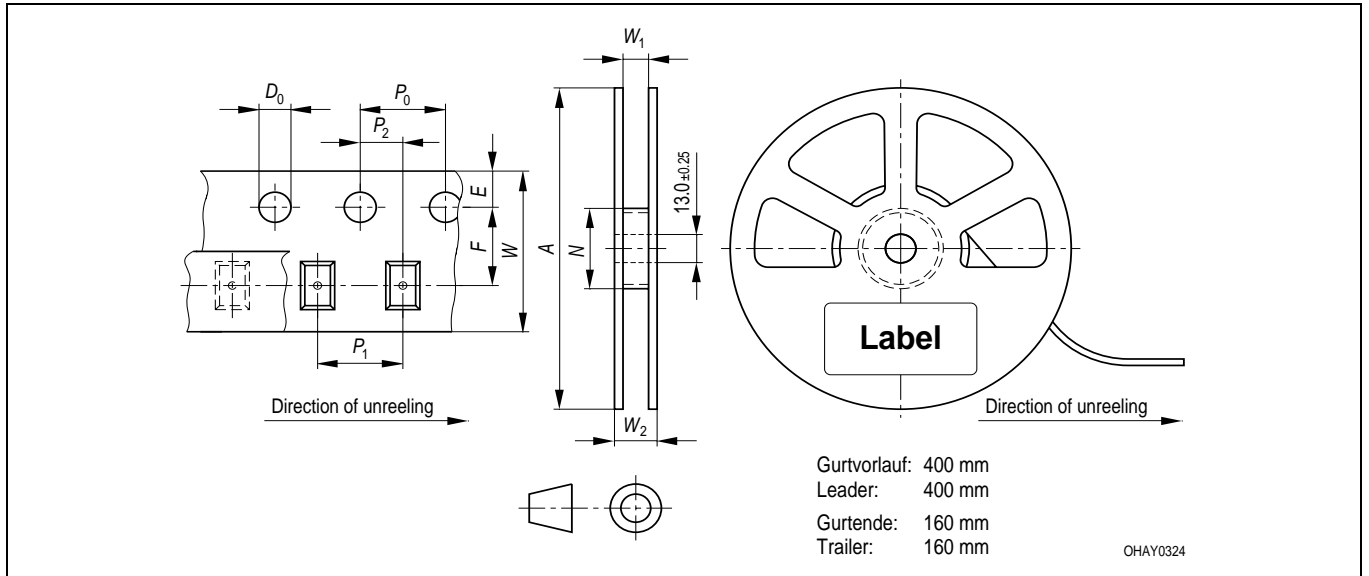 W1
D0
P0
P2
E
F
W
A
N
13.0 ±0.25
Label
P1
Direction of unreeling
Direction of unreeling
W2
Gurtvorlauf: 400 mm
Leader: 400 mm
Gurtende: 160 mm
Trailer: 160 mm
OHAY0324